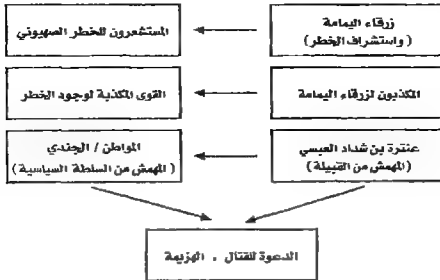 زرقاء اليمامة
(واستشراف الخطر)
المستشعرون للخطر الصهيوني
المكذبون لزرقاء اليمامة
القوى المكذبة لوجود الخطر
عنترة بن شداد العبسي
(المهمش من القبيلة)
المواطن / الجندي
(المهمش من السلطة السياسية)
الدعوة للقتال ، الهزيمة